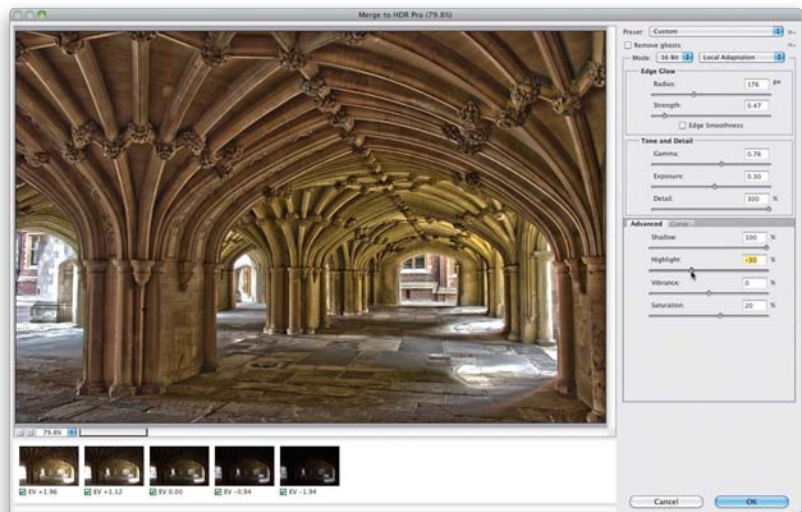 Merge to HDR Pro (79.8%)
Preset: Custom
Remove ghosts
Mode: 16 Bit Local Adaptation
Edge Glow
Radius: 176 px
Strength: 0.47
Edge Smoothness
Tone and Detail
Gamma: 0.76
Exposure: 0.30
Detail: 300 %
Advanced Curve
Shadow: 100 %
Highlight: -30 %
Vibrance: 0 %
Saturation: 20 %
79.8%
EV +1.96 EV +1.12 EV 0.00 EV -0.94 EV -1.94
Cancel OK